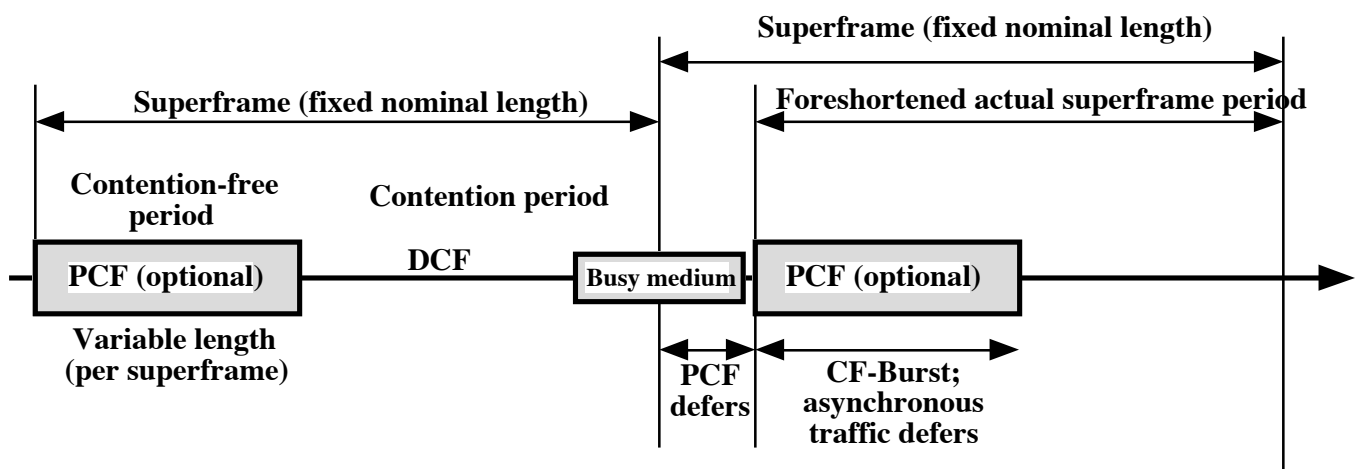 Superframe (fixed nominal length)
Superframe (fixed nominal length)
Foreshortened actual superframe period
Contention-free
period
Contention period
PCF (optional)
DCF
Busy medium
PCF (optional)
Variable length
(per superframe)
PCF
defers
CF-Burst;
asynchronous
traffic defers